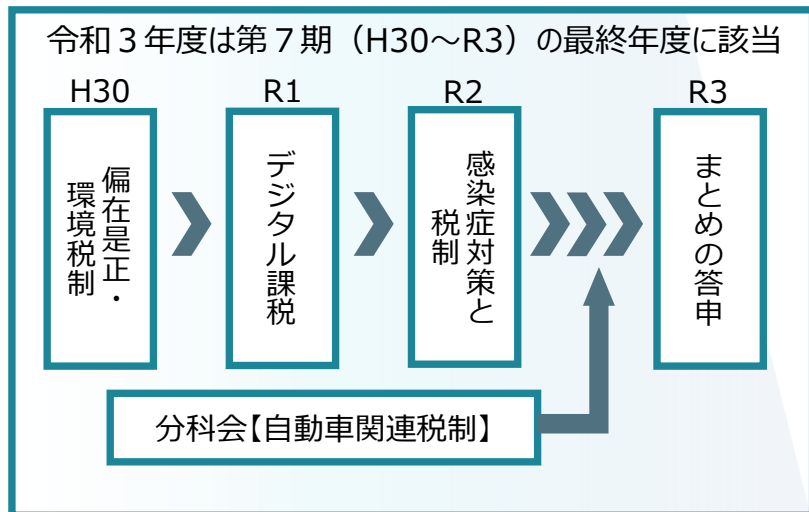 令和３年度は第７期（H30～R3）の最終年度に該当
H30
偏在是正・
環境税制
R1
デジタル課税
R2
感染症対策と
税制
R3
まとめの答申
分科会【自動車関連税制】